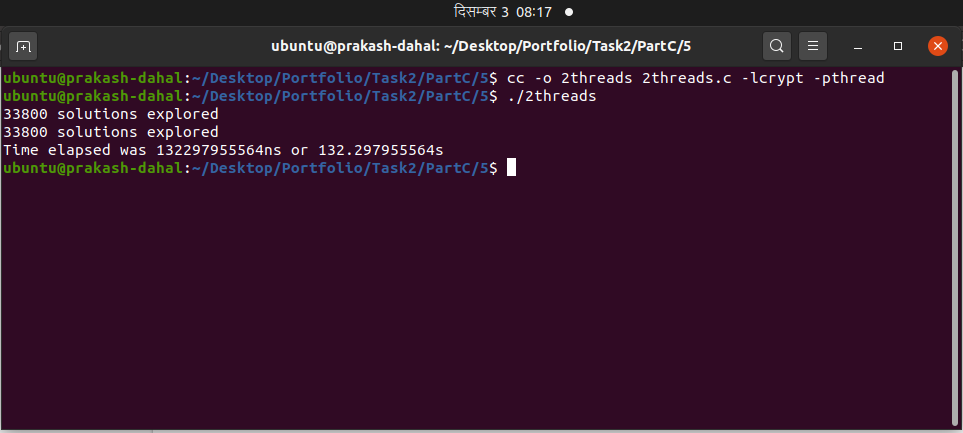 दिसम्बर 3 08:17
ubuntu@prakash-dahal: ~/Desktop/Portfolio/Task2/PartC/5
ubuntu@prakash-dahal:~/Desktop/Portfolio/Task2/PartC/5$ cc -o 2threads 2threads.c -lcrypt -pthread
ubuntu@prakash-dahal:~/Desktop/Portfolio/Task2/PartC/5$ ./2threads
33800 solutions explored
33800 solutions explored
Time elapsed was 132297955564ns or 132.297955564s
ubuntu@prakash-dahal:~/Desktop/Portfolio/Task2/PartC/5$